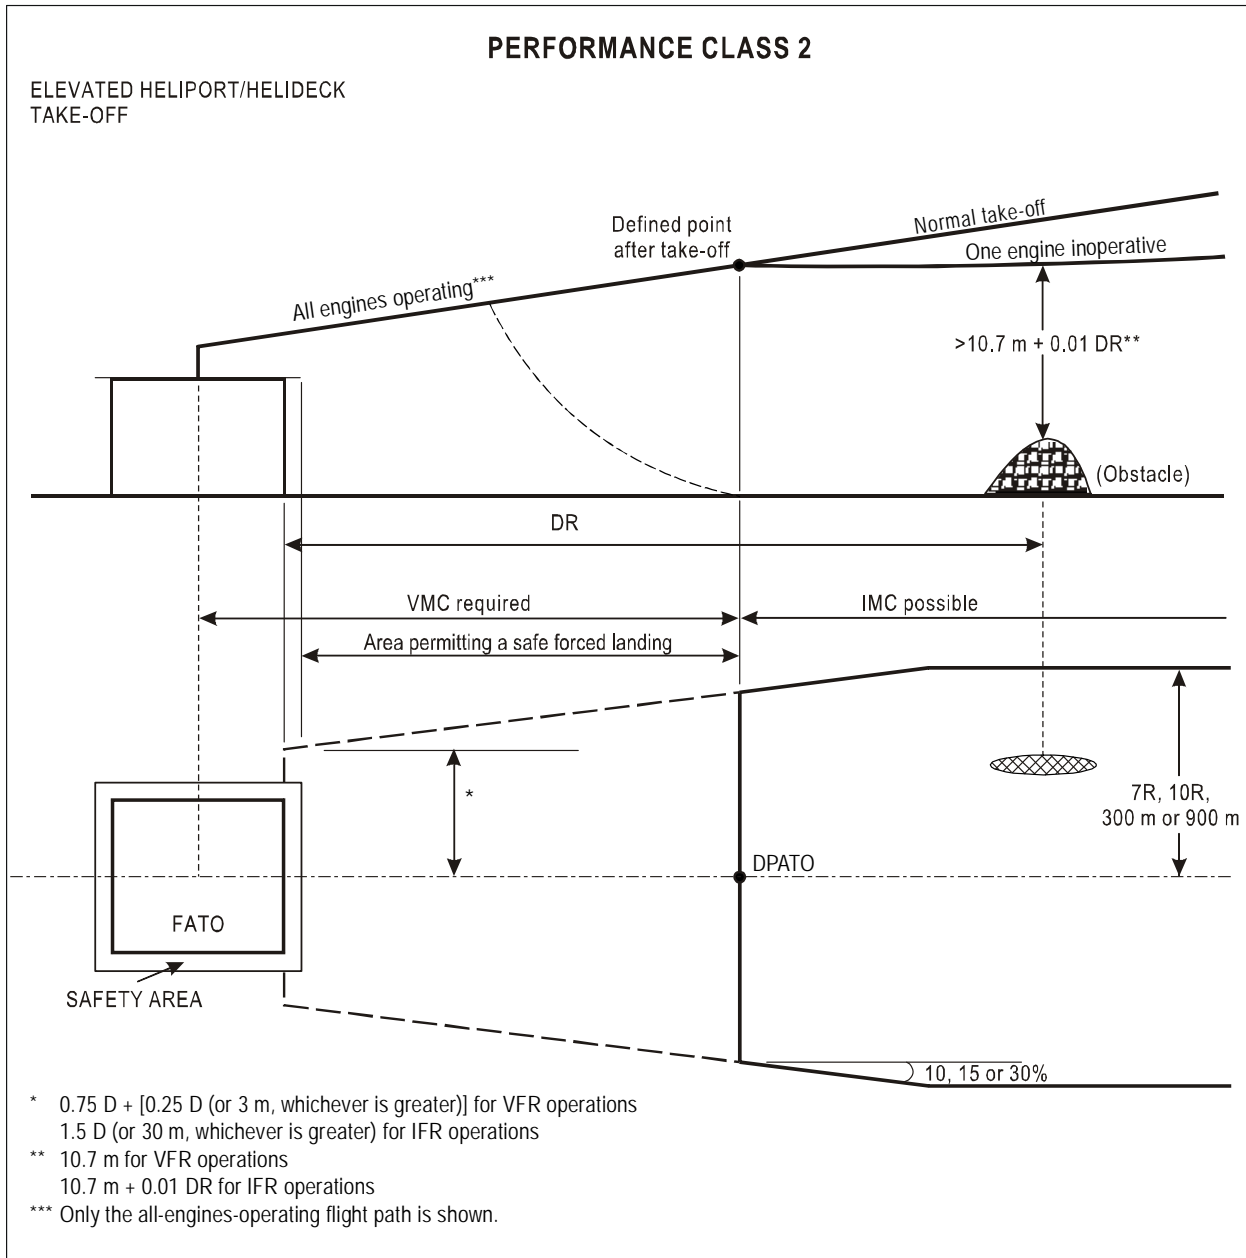 PERFORMANCE CLASS 2
ELEVATED HELIPORT/HELIDECK
TAKE-OFF
Defined point
after take-off
Normal take-off
One engine inoperative
All engines operating***
>10.7 m + 0.01 DR**
(Obstacle)
DR
VMC required
IMC possible
Area permitting a safe forced landing
*
7R, 10R,
300 m or 900 m
DPATO
FATO
SAFETY AREA
10, 15 or 30%
* 0.75 D + [0.25 D (or 3 m, whichever is greater)] for VFR operations
1.5 D (or 30 m, whichever is greater) for IFR operations
** 10.7 m for VFR operations
10.7 m + 0.01 DR for IFR operations
*** Only the all-engines-operating flight path is shown.